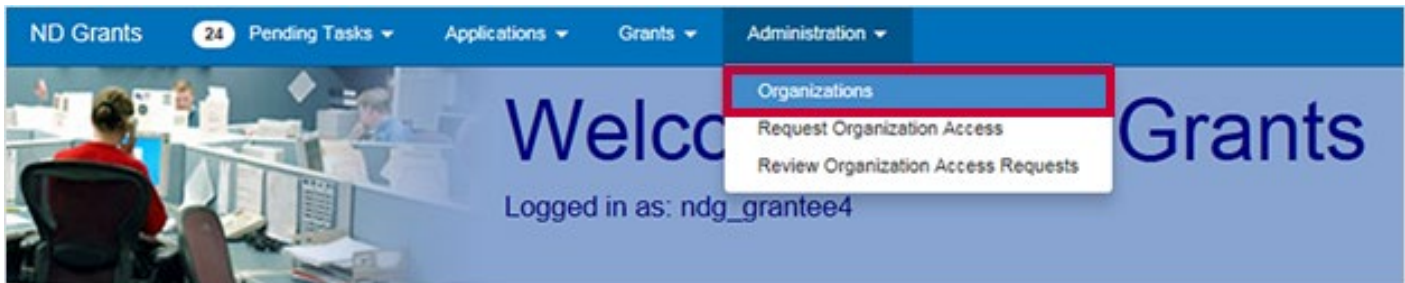 ND Grants 24 Pending Tasks Applications Grants Administration
Organizations
Request Organization Access
Review Organization Access Requests
Welco Grants
Logged in as: ndg_grantee4